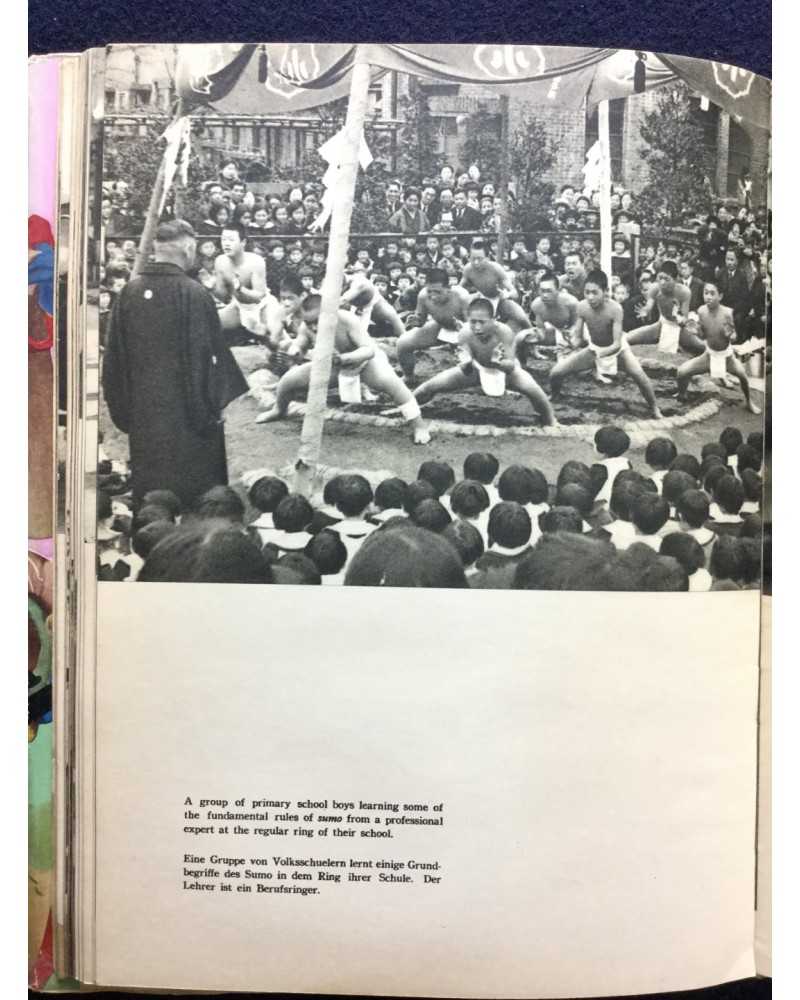 A group of primary school boys learning some of
the fundamental rules of sumo from a professional
expert at the regular ring of their school.
Eine Gruppe von Volksschuelern lernt einige Grund-
begriffe des Sumo in dem Ring ihrer Schule. Der
Lehrer ist ein Berufsringer.